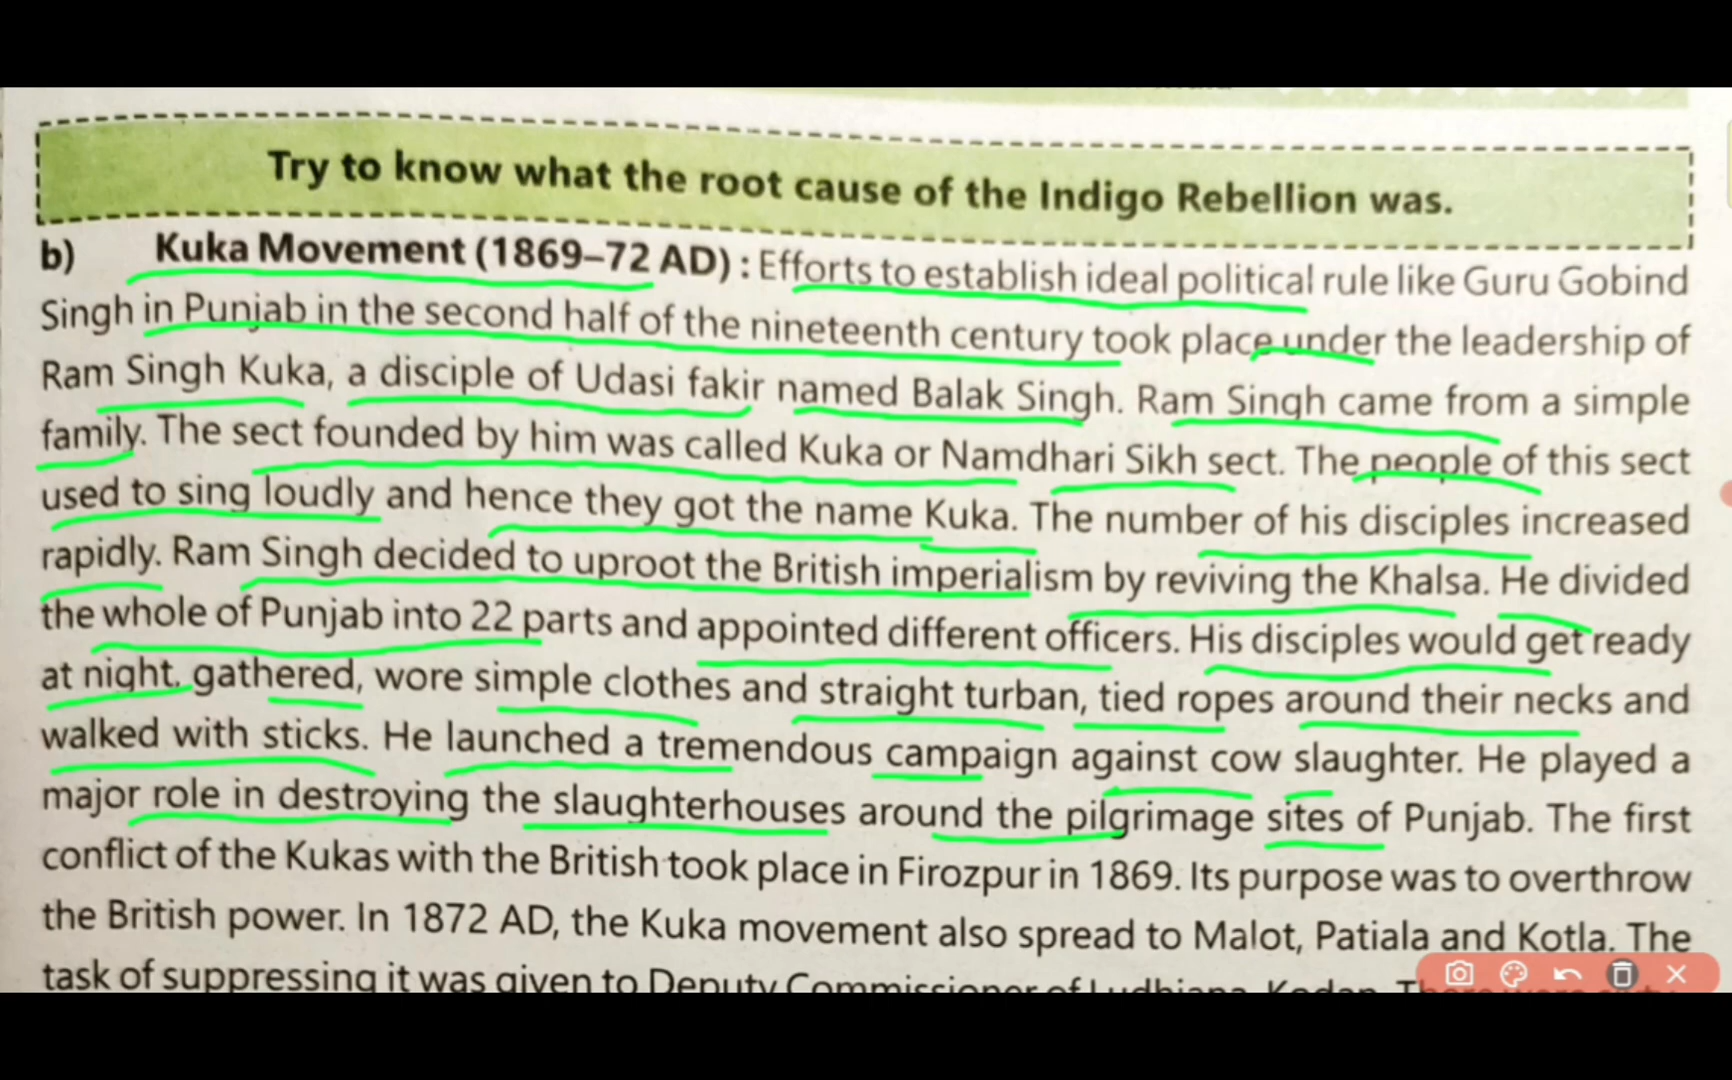 Try to know what the root cause of the Indigo Rebellion was.
b) Kuka Movement (1869–72 AD) : Efforts to establish ideal political rule like Guru Gobind
Singh in Punjab in the second half of the nineteenth century took place under the leadership of
Ram Singh Kuka, a disciple of Udasi fakir named Balak Singh. Ram Singh came from a simple
family. The sect founded by him was called Kuka or Namdhari Sikh sect. The people of this sect
used to sing loudly and hence they got the name Kuka. The number of his disciples increased
rapidly. Ram Singh decided to uproot the British imperialism by reviving the Khalsa. He divided
the whole of Punjab into 22 parts and appointed different officers. His disciples would get ready
at night, gathered, wore simple clothes and straight turban, tied ropes around their necks and
walked with sticks. He launched a tremendous campaign against cow slaughter. He played a
major role in destroying the slaughterhouses around the pilgrimage sites of Punjab. The first
conflict of the Kukas with the British took place in Firozpur in 1869. Its purpose was to overthrow
the British power. In 1872 AD, the Kuka movement also spread to Malot, Patiala and Kotla. The
task of suppressing it was given to Deputy Commissioner of Ludhiana,